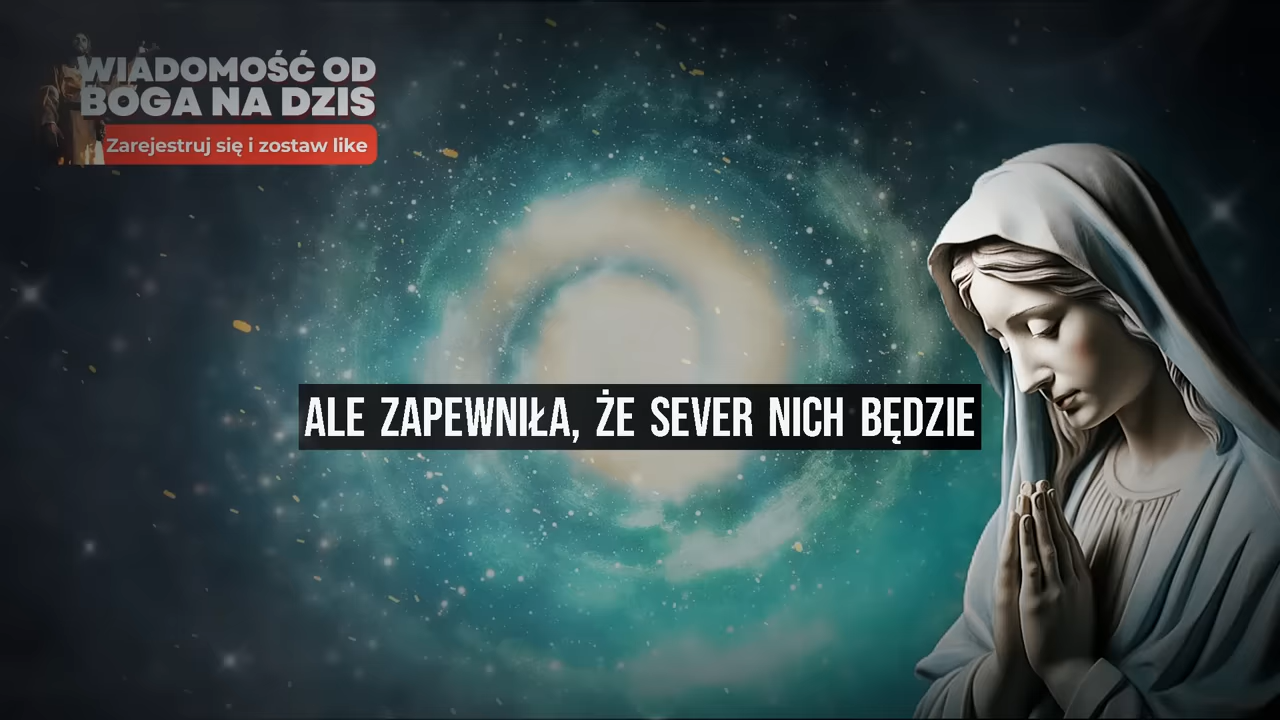 WIADOMOŚĆ OD
BOGA NA DZIS
Zarejestruj się i zostaw like
ALE ZAPEWNIŁA, ŻE SEVER NICH BĘDZIE